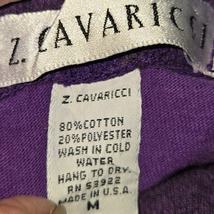 Z. CAVARICCI
Z. CAVARICCI
80%COTTON
20%POLYESTER
WASH IN COLD
WATER
HANG TO DRY.
RN 53922
MADE IN U.S.A.
M